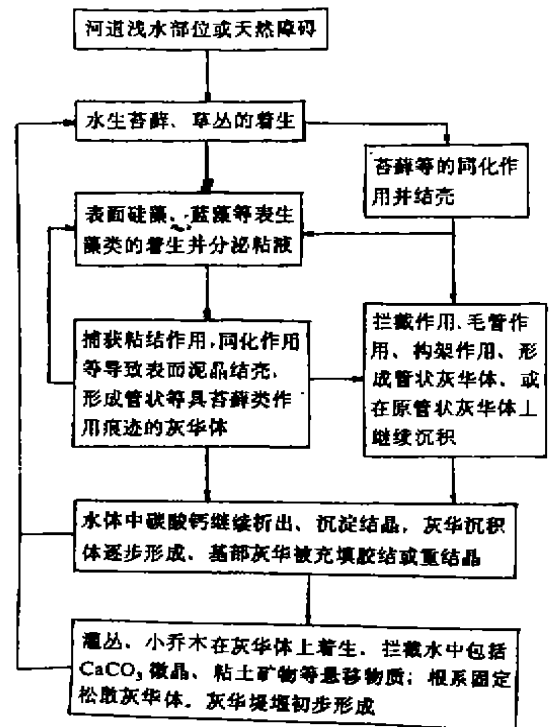 河道浅水部位或天然障碍
水生苔藓、草丛的着生
苔藓等的同化作
用并结壳
表面硅藻、蓝藻等表生
藻类的着生并分泌粘液
捕获粘结作用，同化作用
等导致表面泥晶结壳，
形成管状等具苔藓类作
用痕迹的灰华体
拦截作用、毛管作
用、构架作用，形
成管状灰华体、或
在原管状灰华体上
继续沉积
水体中碳酸钙继续析出、沉淀结晶，灰华沉积
体逐步形成、基部灰华被充填胶结或重结晶
灌丛、小乔木在灰华体上着生、拦截水中包括
CaCO₃ 微晶、粘土矿物等悬移物质；根系固定
松散灰华体，灰华堤堰初步形成